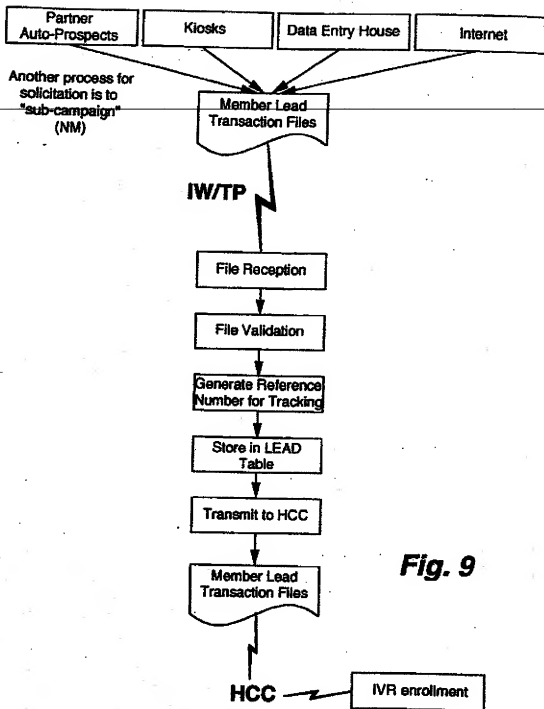 Partner
Auto-Prospects
Kiosks
Data Entry House
Internet
Another process for
solicitation is to
"sub-campaign"
(NM)
Member Lead
Transaction Files
IW/TP
File Reception
File Validation
Generate Reference
Number for Tracking
Store in LEAD
Table
Transmit to HCC
Member Lead
Transaction Files
Fig. 9
HCC
IVR enrollment